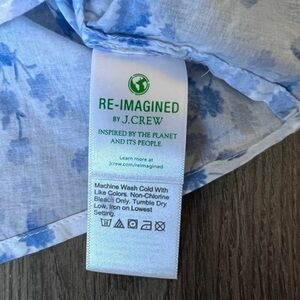 RE-IMAGINED
BY J.CREW
INSPIRED BY THE PLANET
AND ITS PEOPLE.
Learn more at
jcrew.com/reimagined
Machine Wash Cold With
Like Colors. Non-Chlorine
Bleach Only. Tumble Dry
Low, Iron on Lowest
Setting.